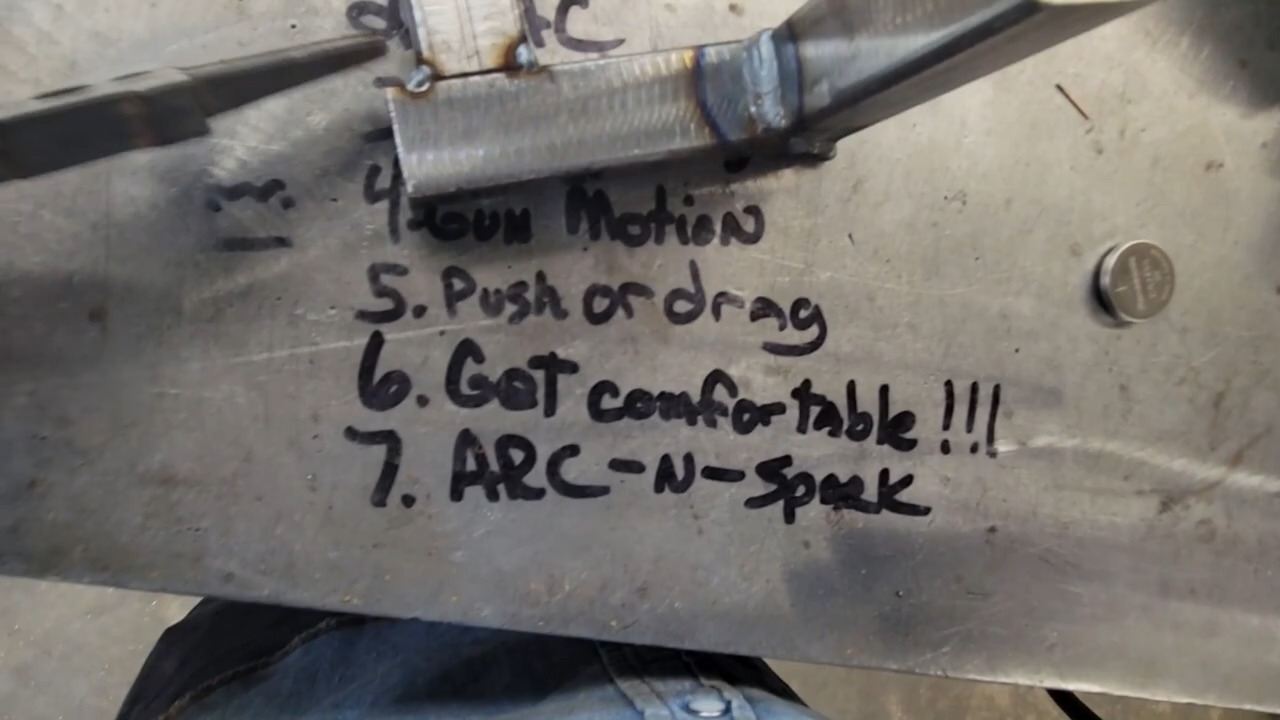 +C
4 Gun Motion
5. Push or drag
6. Get comfortable!!!
7. ARC-N-Spark